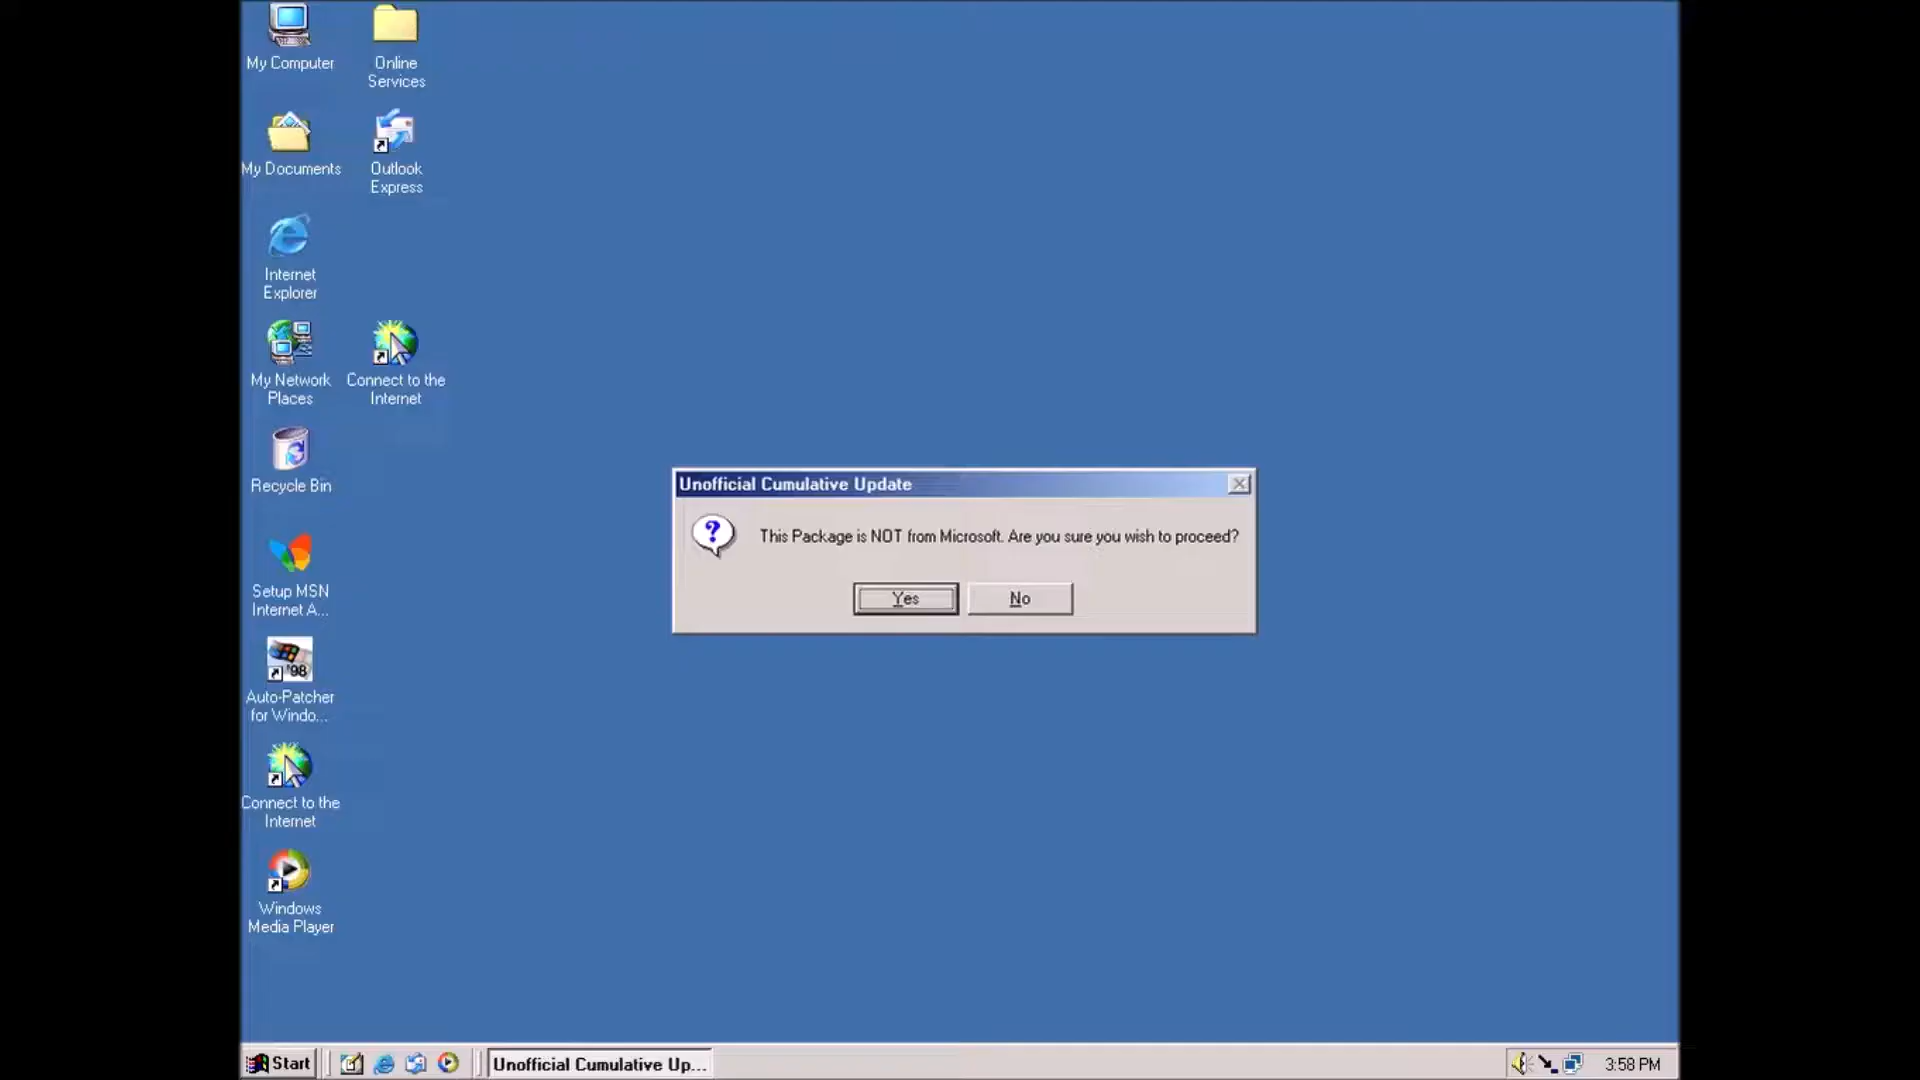 My Computer
Online
Services
My Documents
Outlook
Express
Internet
Explorer
My Network
Places
Connect to the
Internet
Recycle Bin
Unofficial Cumulative Update
This Package is NOT from Microsoft. Are you sure you wish to proceed?
Yes
No
Setup MSN
Internet A...
'98
Auto-Patcher
for Windo...
Connect to the
Internet
Windows
Media Player
Start
Unofficial Cumulative Up...
3:58 PM